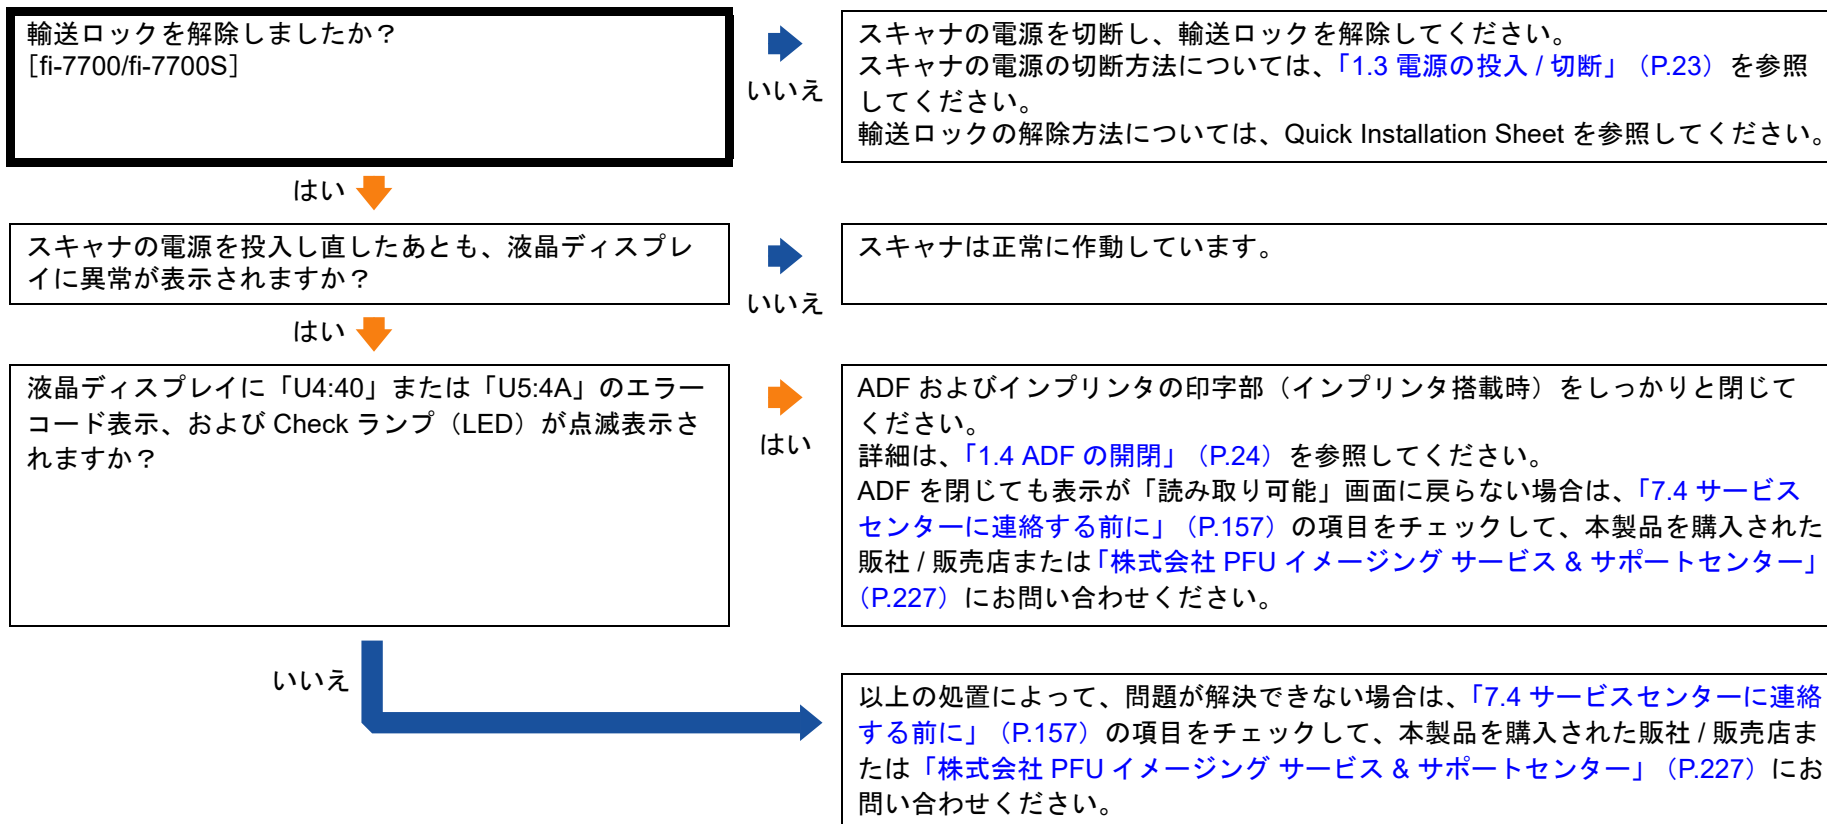 輸送ロックを解除しましたか？
［fi-7700/fi-7700S］
いいえ
スキャナの電源を切断し、輸送ロックを解除してください。
スキャナの電源の切断方法については、「1.3 電源の投入 / 切断」（P.23）を参照
してください。
輸送ロックの解除方法については、Quick Installation Sheet を参照してください。
はい
スキャナの電源を投入し直したあとも、液晶ディスプレ
イに異常が表示されますか？
いいえ
スキャナは正常に作動しています。
はい
液晶ディスプレイに「U4:40」または「U5:4A」のエラー
コード表示、および Check ランプ（LED）が点滅表示さ
れますか？
はい
ADF およびインプリンタの印字部（インプリンタ搭載時）をしっかりと閉じて
ください。
詳細は、「1.4 ADF の開閉」（P.24）を参照してください。
ADF を閉じても表示が「読み取り可能」画面に戻らない場合は、「7.4 サービス
センターに連絡する前に」（P.157）の項目をチェックして、本製品を購入された
販社 / 販売店または「株式会社 PFU イメージング サービス & サポートセンター」
（P.227）にお問い合わせください。
いいえ
以上の処置によって、問題が解決できない場合は、「7.4 サービスセンターに連絡
する前に」（P.157）の項目をチェックして、本製品を購入された販社 / 販売店ま
たは「株式会社 PFU イメージング サービス & サポートセンター」（P.227）にお
問い合わせください。